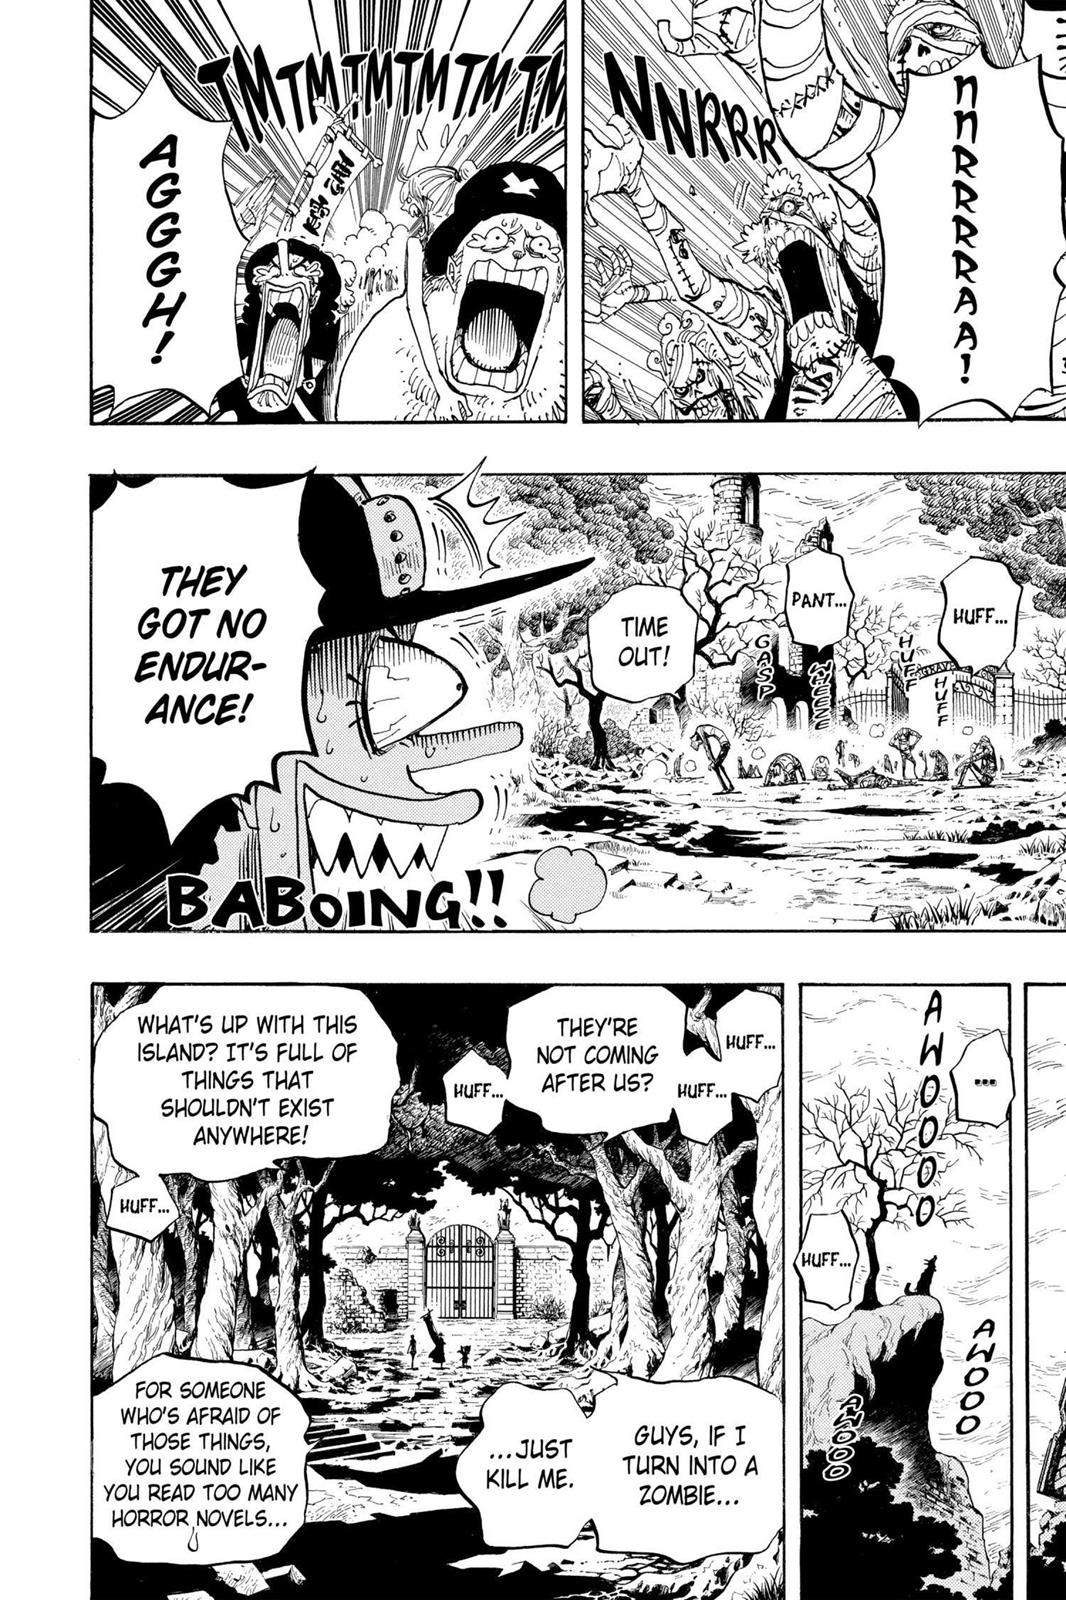 NNRRRRRAA!
NNRRRR
TMTMTMTMTMTM
AGGGGH!
HUFF...
PANT...
HUFF
HUFF
WHEEZE
GASP
TIME
OUT!
THEY
GOT NO
ENDUR-
ANCE!
BABOING!!
AWOOOOO
...
HUFF...
AWOOO
AWOOO
HUFF...
THEY'RE
NOT COMING
AFTER US?
HUFF...
HUFF...
WHAT'S UP WITH THIS
ISLAND? IT'S FULL OF
THINGS THAT
SHOULDN'T EXIST
ANYWHERE!
HUFF...
GUYS, IF I
TURN INTO A
ZOMBIE...
...JUST
KILL ME.
FOR SOMEONE
WHO'S AFRAID OF
THOSE THINGS,
YOU SOUND LIKE
YOU READ TOO MANY
HORROR NOVELS...